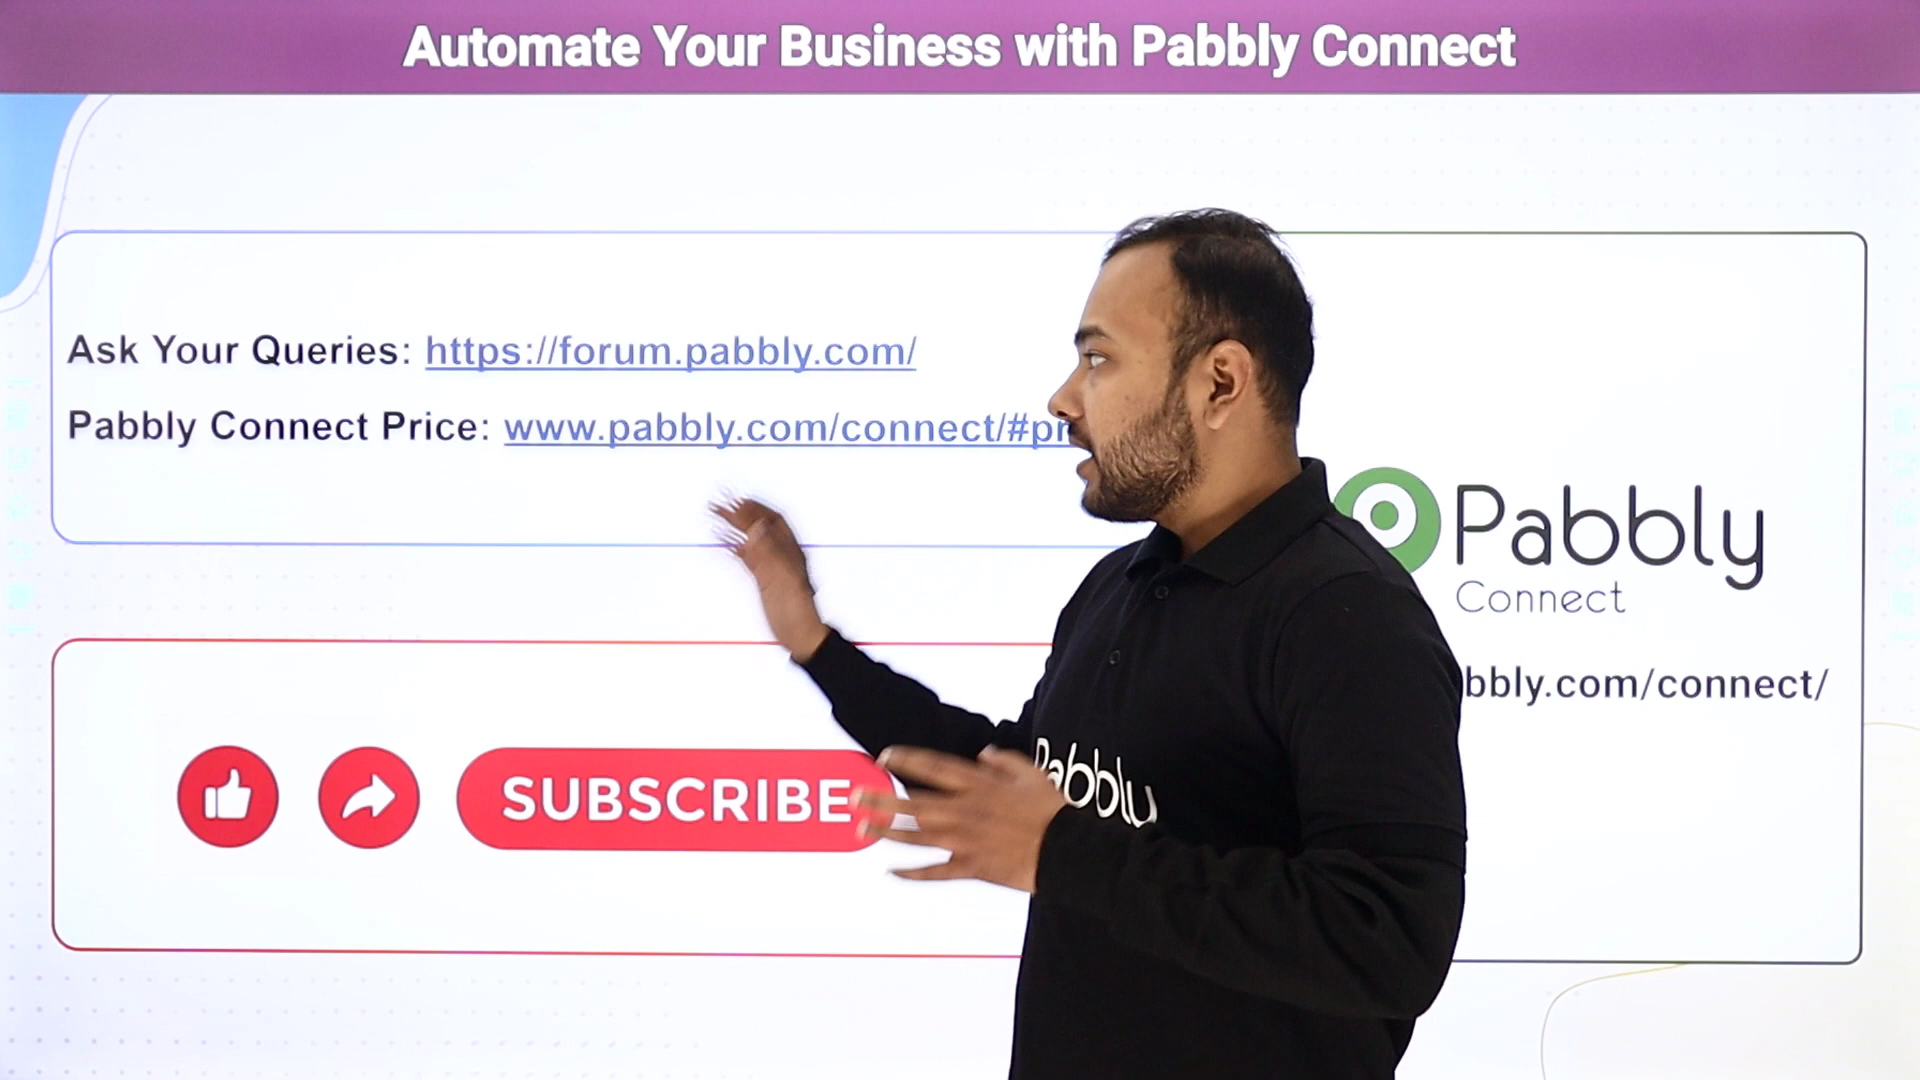 Automate Your Business with Pabbly Connect
Ask Your Queries: https://forum.pabbly.com/
Pabbly Connect Price: www.pabbly.com/connect/#pr
Pabbly
Connect
bbly.com/connect/
SUBSCRIBE
Pabbly